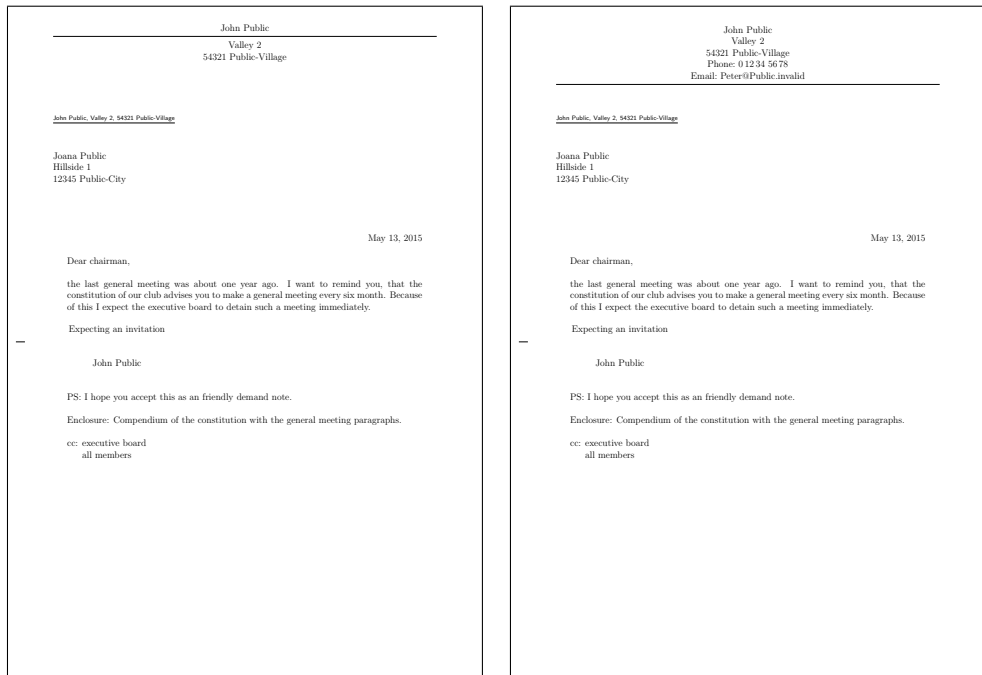 John Public
Valley 2
54321 Public-Village
John Public, Valley 2, 54321 Public-Village
Joana Public
Hillside 1
12345 Public-City
May 13, 2015
Dear chairman,
the last general meeting was about one year ago. I want to remind you, that the
constitution of our club advises you to make a general meeting every six month. Because
of this I expect the executive board to detain such a meeting immediately.
Expecting an invitation
John Public
PS: I hope you accept this as an friendly demand note.
Enclosure: Compendium of the constitution with the general meeting paragraphs.
cc: executive board
all members
John Public
Valley 2
54321 Public-Village
Phone: 0 12 34 56 78
Email: Peter@Public.invalid
John Public, Valley 2, 54321 Public-Village
Joana Public
Hillside 1
12345 Public-City
May 13, 2015
Dear chairman,
the last general meeting was about one year ago. I want to remind you, that the
constitution of our club advises you to make a general meeting every six month. Because
of this I expect the executive board to detain such a meeting immediately.
Expecting an invitation
John Public
PS: I hope you accept this as an friendly demand note.
Enclosure: Compendium of the constitution with the general meeting paragraphs.
cc: executive board
all members